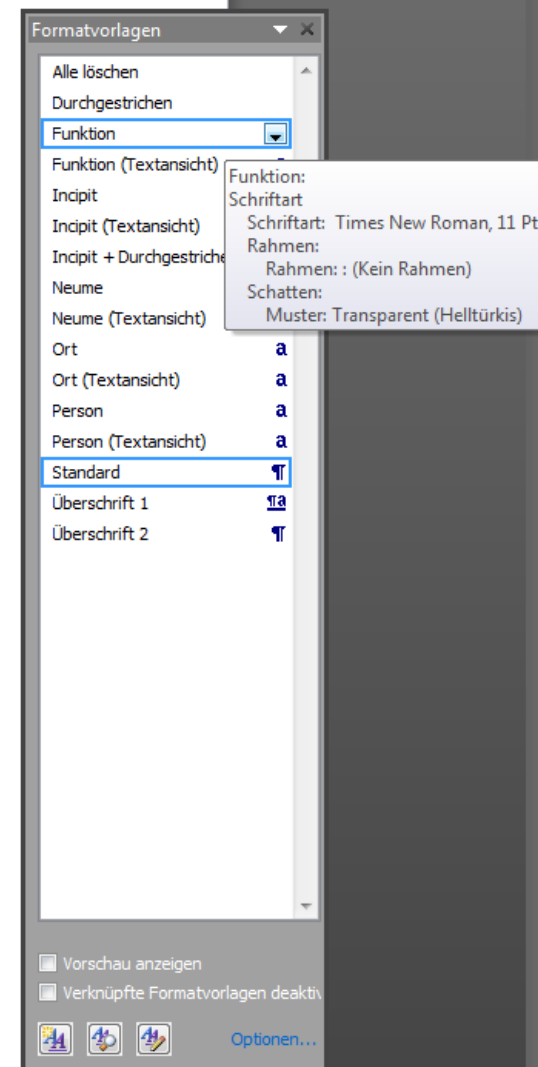 Formatvorlagen
Alle löschen
Durchgestrichen
Funktion
Funktion (Textansicht)
Funktion:
Schriftart
Schriftart: Times New Roman, 11 Pt
Rahmen:
Rahmen: : (Kein Rahmen)
Schatten:
Muster: Transparent (Helltürkis)
Incipit
Incipit (Textansicht)
Incipit + Durchgestriche
Neume
Neume (Textansicht)
Ort a
Ort (Textansicht) a
Person a
Person (Textansicht) a
Standard ¶
Überschrift 1 ¶a
Überschrift 2 ¶
Vorschau anzeigen
Verknüpfte Formatvorlagen deaktiv
Optionen...